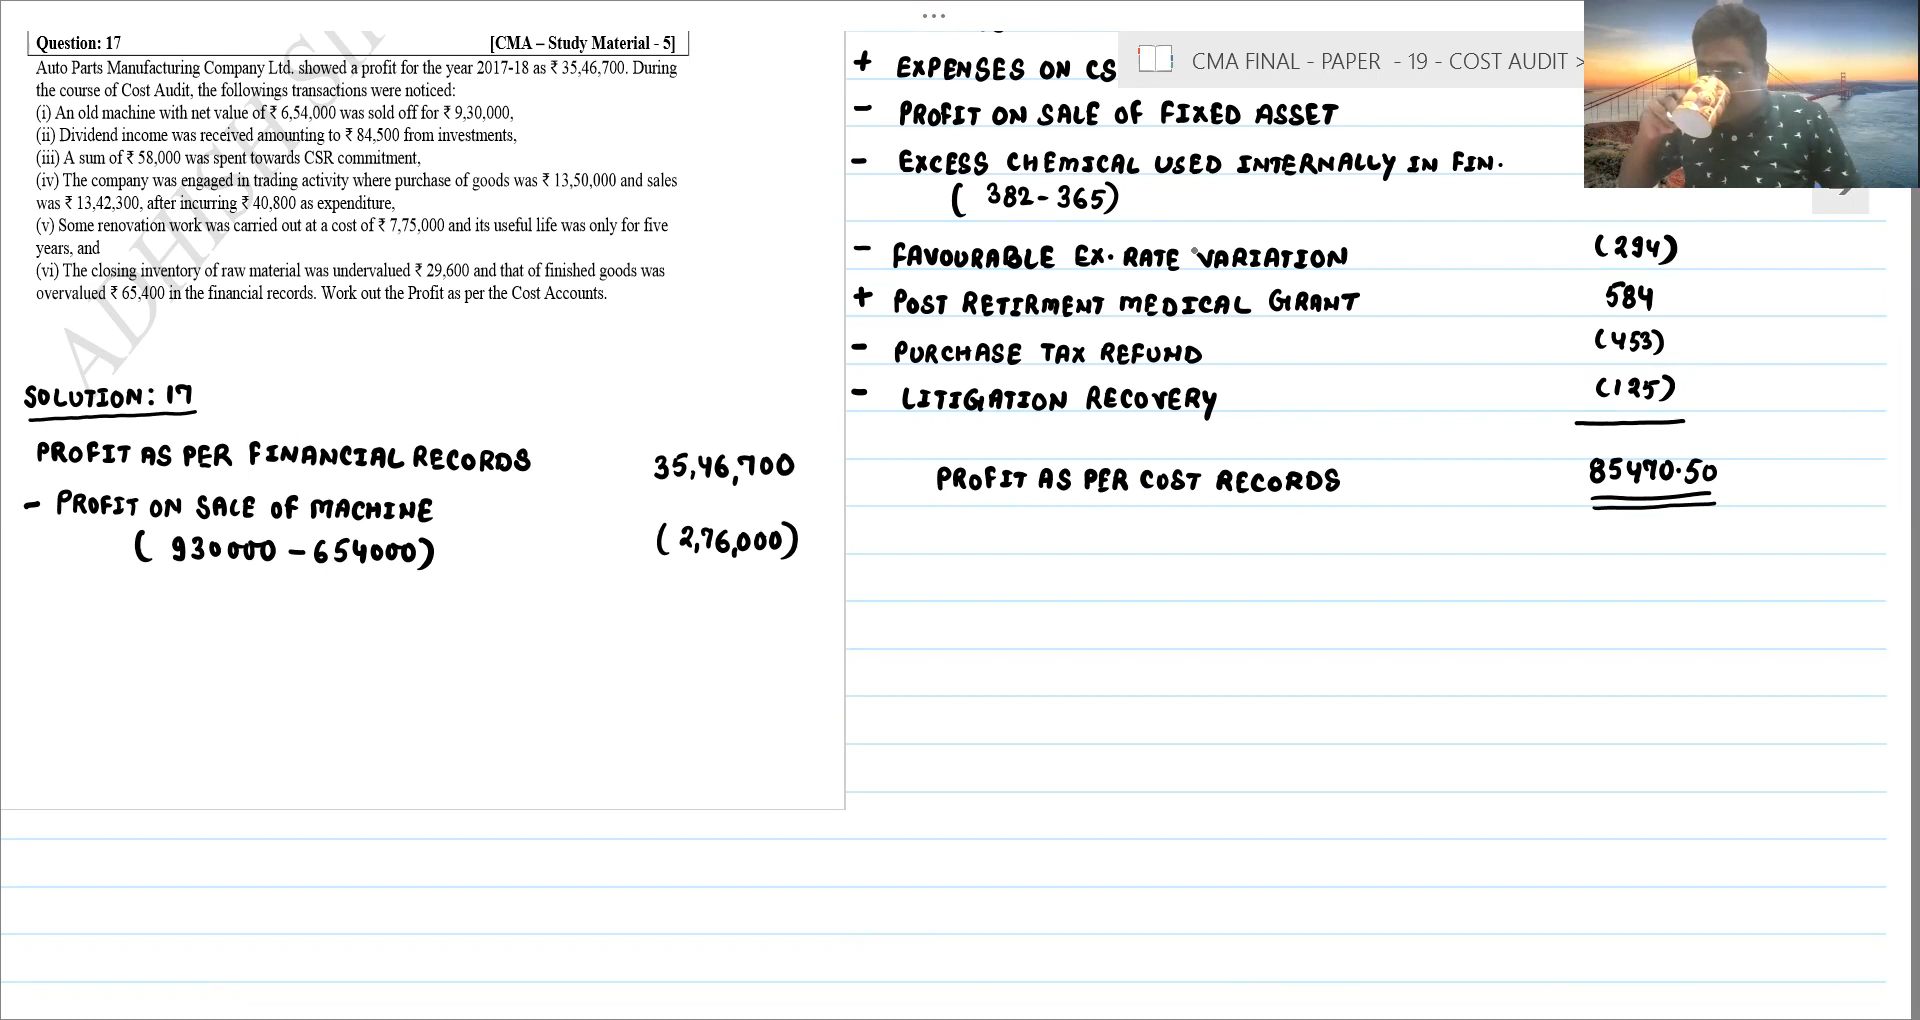 Question: 17 [CMA – Study Material - 5]
Auto Parts Manufacturing Company Ltd. showed a profit for the year 2017-18 as ₹ 35,46,700. During
the course of Cost Audit, the followings transactions were noticed:
(i) An old machine with net value of ₹ 6,54,000 was sold off for ₹ 9,30,000,
(ii) Dividend income was received amounting to ₹ 84,500 from investments,
(iii) A sum of ₹ 58,000 was spent towards CSR commitment,
(iv) The company was engaged in trading activity where purchase of goods was ₹ 13,50,000 and sales
was ₹ 13,42,300, after incurring ₹ 40,800 as expenditure,
(v) Some renovation work was carried out at a cost of ₹ 7,75,000 and its useful life was only for five
years, and
(vi) The closing inventory of raw material was undervalued ₹ 29,600 and that of finished goods was
overvalued ₹ 65,400 in the financial records. Work out the Profit as per the Cost Accounts.
SOLUTION: 17
PROFIT AS PER FINANCIAL RECORDS 35,46,700
- PROFIT ON SALE OF MACHINE
( 930000 - 654000) ( 2,76,000)
CMA FINAL - PAPER - 19 - COST AUDIT >
+ EXPENSES ON CS
- PROFIT ON SALE OF FIXED ASSET
- EXCESS CHEMICAL USED INTERNALLY IN FIN.
( 382-365)
- FAVOURABLE EX. RATE VARIATION (294)
+ POST RETIRMENT MEDICAL GRANT 584
- PURCHASE TAX REFUND (453)
- LITIGATION RECOVERY (125)
PROFIT AS PER COST RECORDS 85470.50